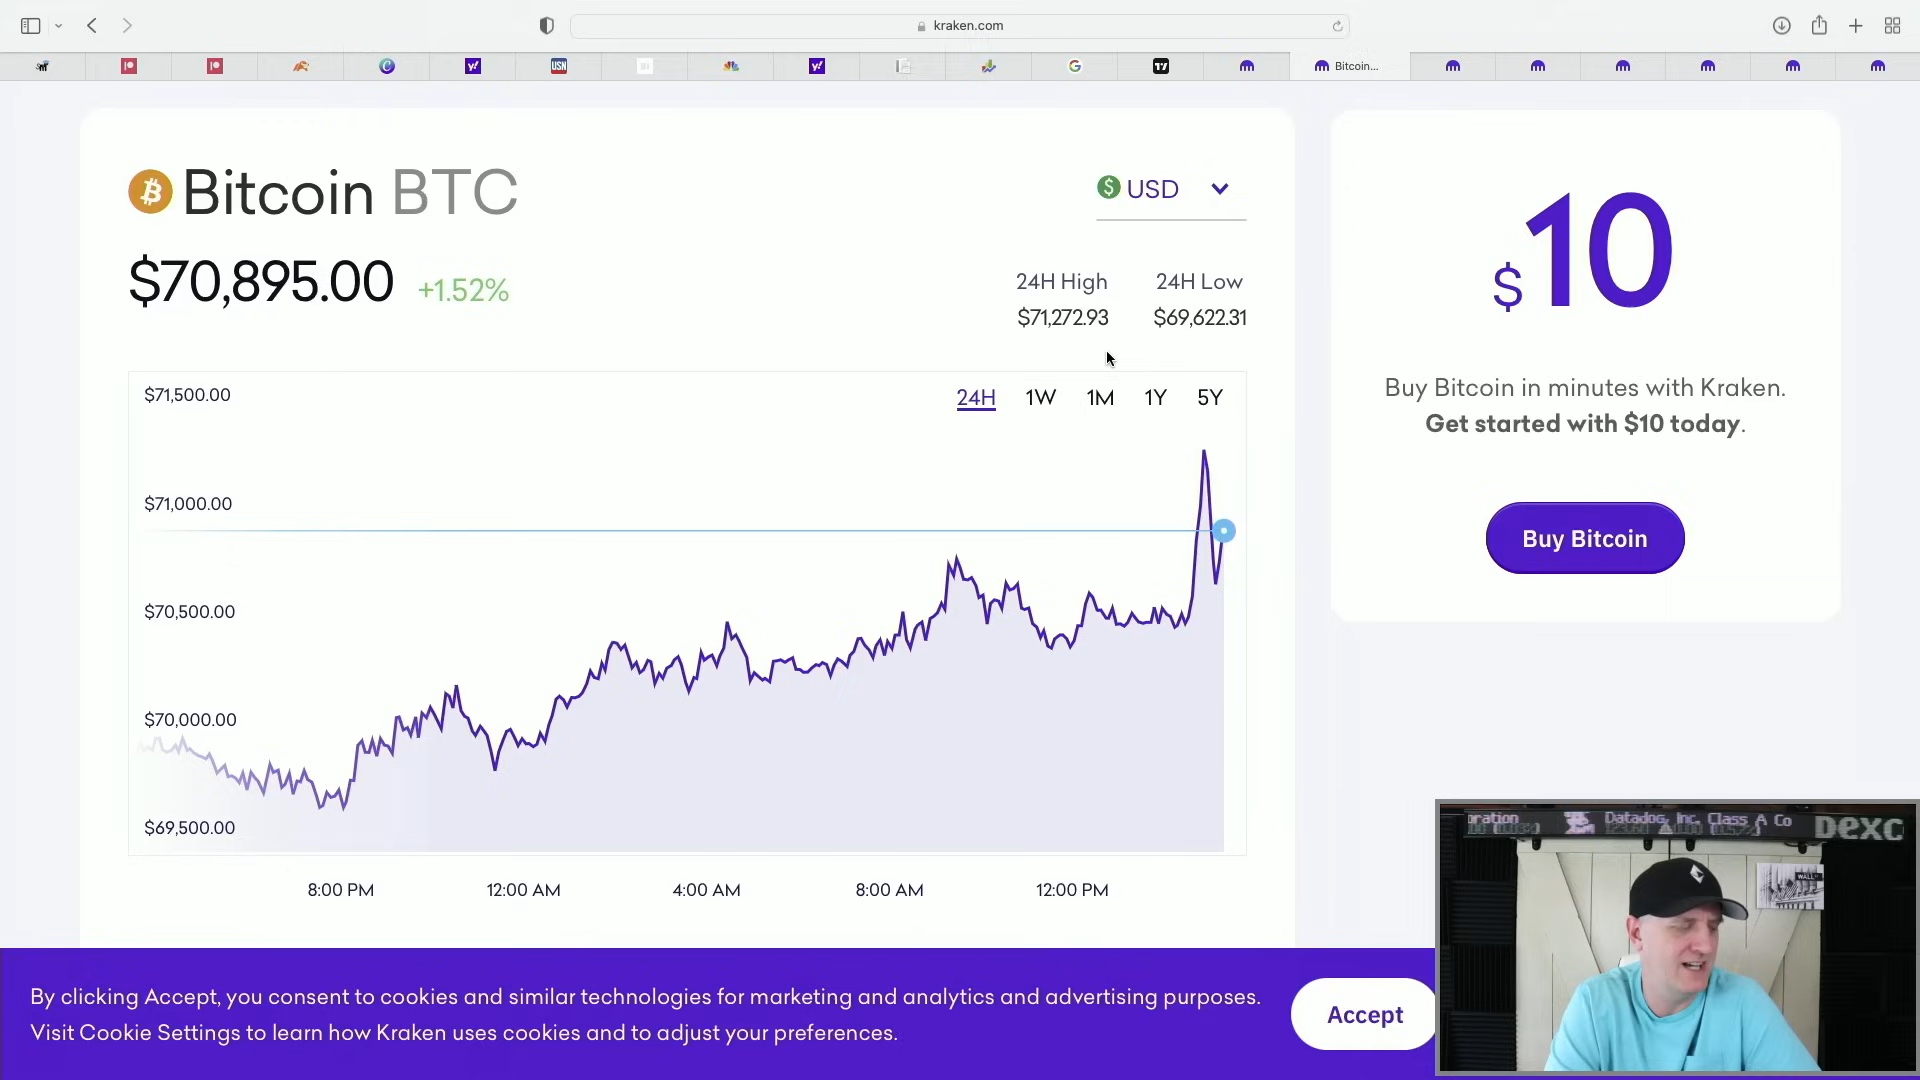 kraken.com
Bitcoin...
Bitcoin BTC
USD
$70,895.00 +1.52%
24H High 24H Low
$71,272.93 $69,622.31
24H 1W 1M 1Y 5Y
$71,500.00
$71,000.00
$70,500.00
$70,000.00
$69,500.00
8:00 PM 12:00 AM 4:00 AM 8:00 AM 12:00 PM
$10
Buy Bitcoin in minutes with Kraken.
Get started with $10 today.
Buy Bitcoin
By clicking Accept, you consent to cookies and similar technologies for marketing and analytics and advertising purposes.
Visit Cookie Settings to learn how Kraken uses cookies and to adjust your preferences.
Accept
oration Datadog, Inc. Class A Co
Dexc
WALL